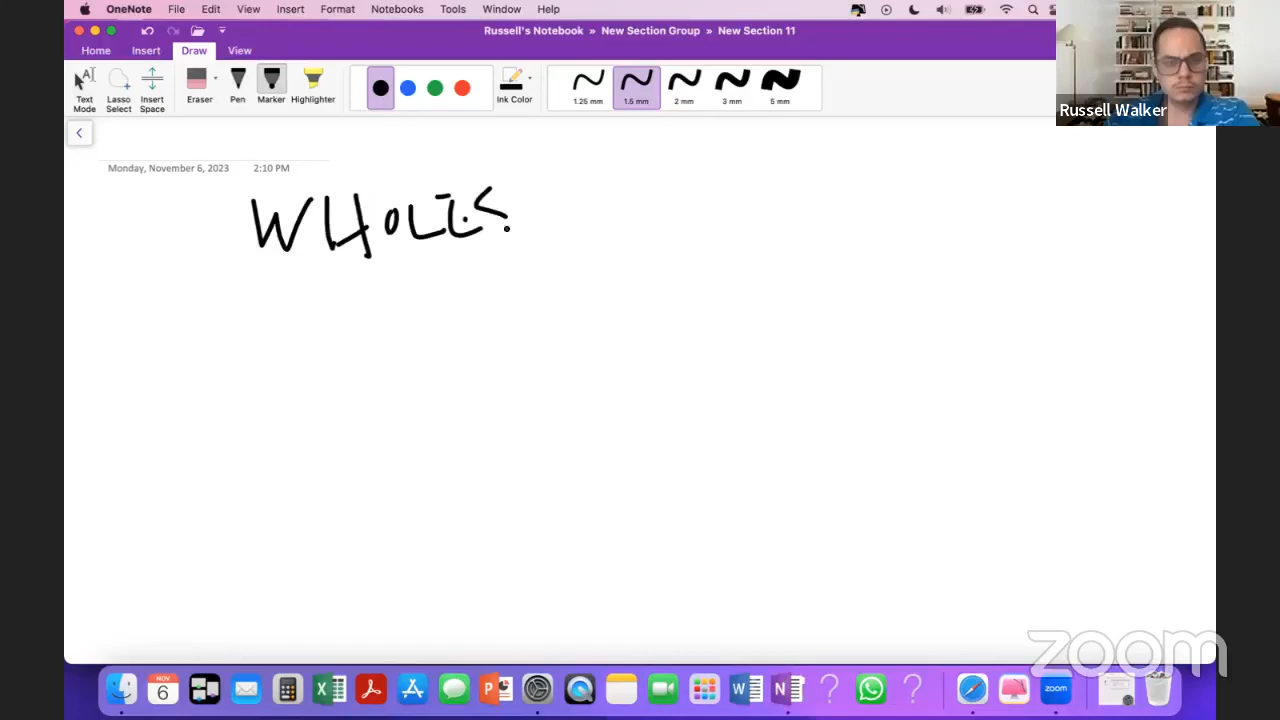 OneNote File Edit View Insert Format Notebooks Tools Window Help
Russell's Notebook » New Section Group » New Section 11
Home Insert Draw View
Text Mode Lasso Select Insert Space Eraser Pen Marker Highlighter Ink Color 1.25 mm 1.5 mm 2 mm 3 mm 5 mm
Russell Walker
Monday, November 6, 2023 2:10 PM
WHOLES
zoom
NOV 6 zoom